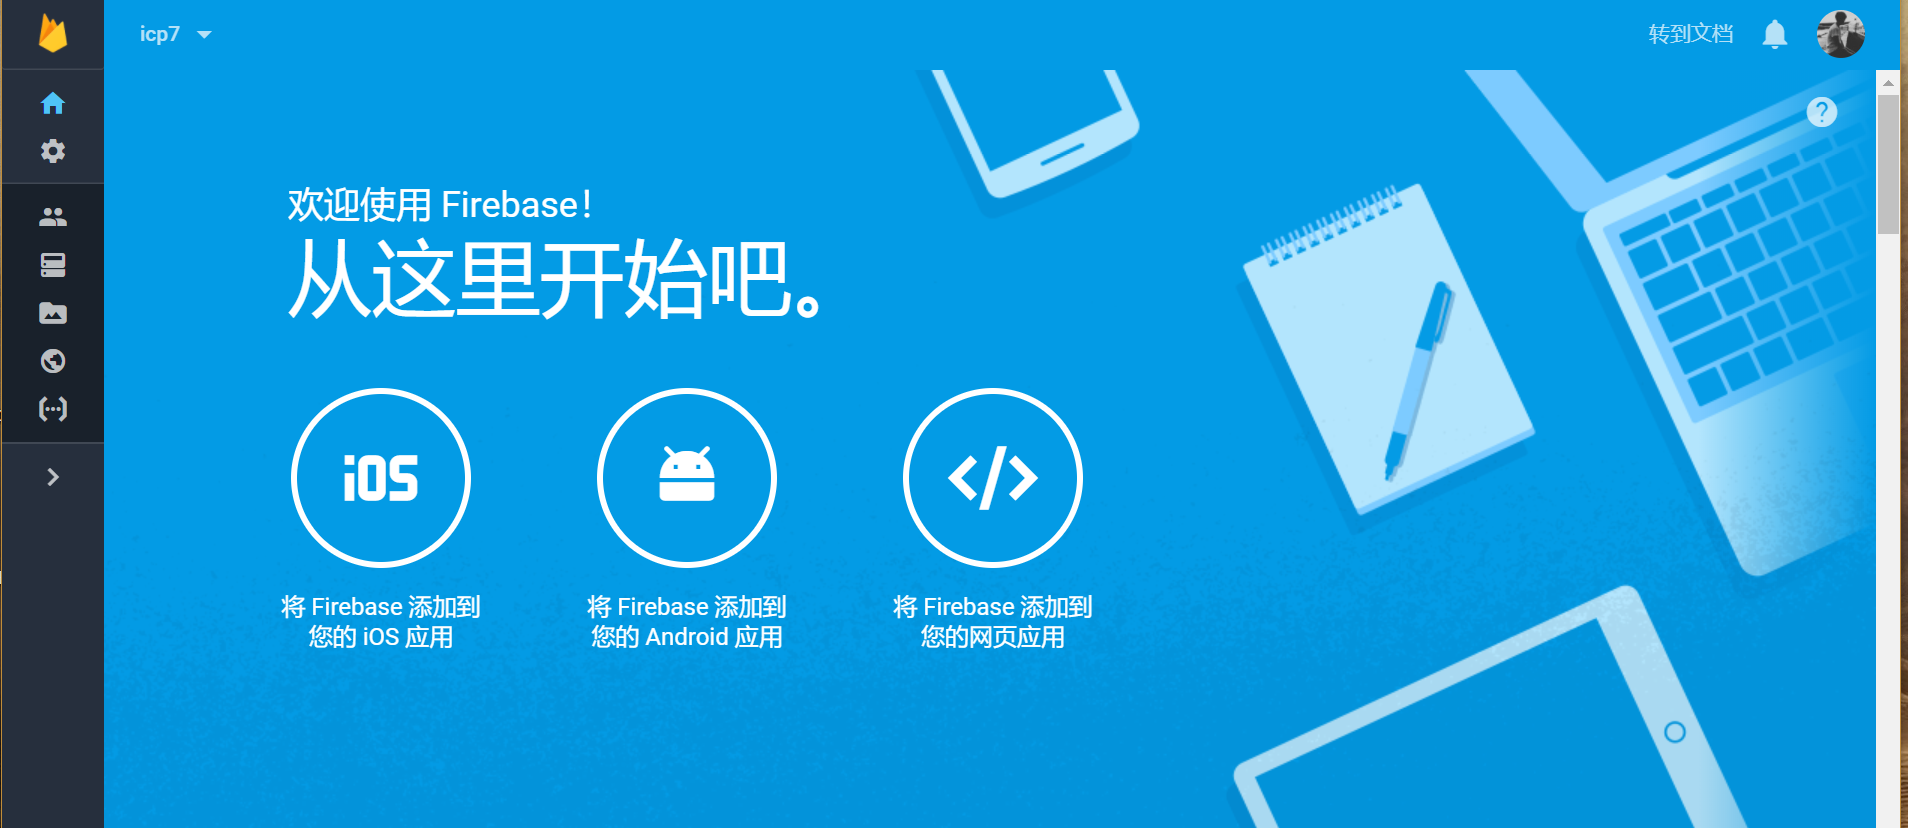 icp7
转到文档
欢迎使用 Firebase！
从这里开始吧。
iOS
将 Firebase 添加到
您的 iOS 应用
将 Firebase 添加到
您的 Android 应用
将 Firebase 添加到
您的网页应用